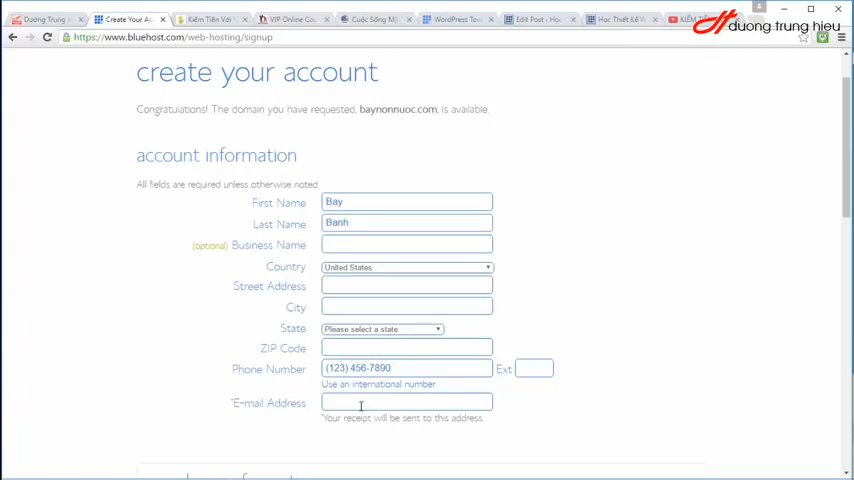 Dương Trung H
Create Your Ac
Kiếm Tiền Với
VIP Online Co
Cuộc Sống Mỹ
WordPress Too
Edit Post ‹ Ho
Học Thiết Kế W
KIẾM TIỀN
duong trung hieu
https://www.bluehost.com/web-hosting/signup
create your account
Congratulations! The domain you have requested, baynonnuoc.com, is available.
account information
All fields are required unless otherwise noted.
First Name Bay
Last Name Banh
(optional) Business Name
Country United States
Street Address
City
State Please select a state
ZIP Code
Phone Number (123) 456-7890 Ext
Use an international number
*E-mail Address
*Your receipt will be sent to this address.